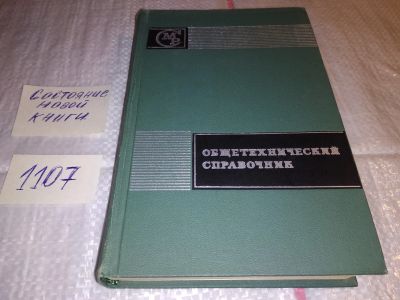 Состояние
новой
книги
1107
ОБЩЕТЕХНИЧЕСКИЙ
СПРАВОЧНИК